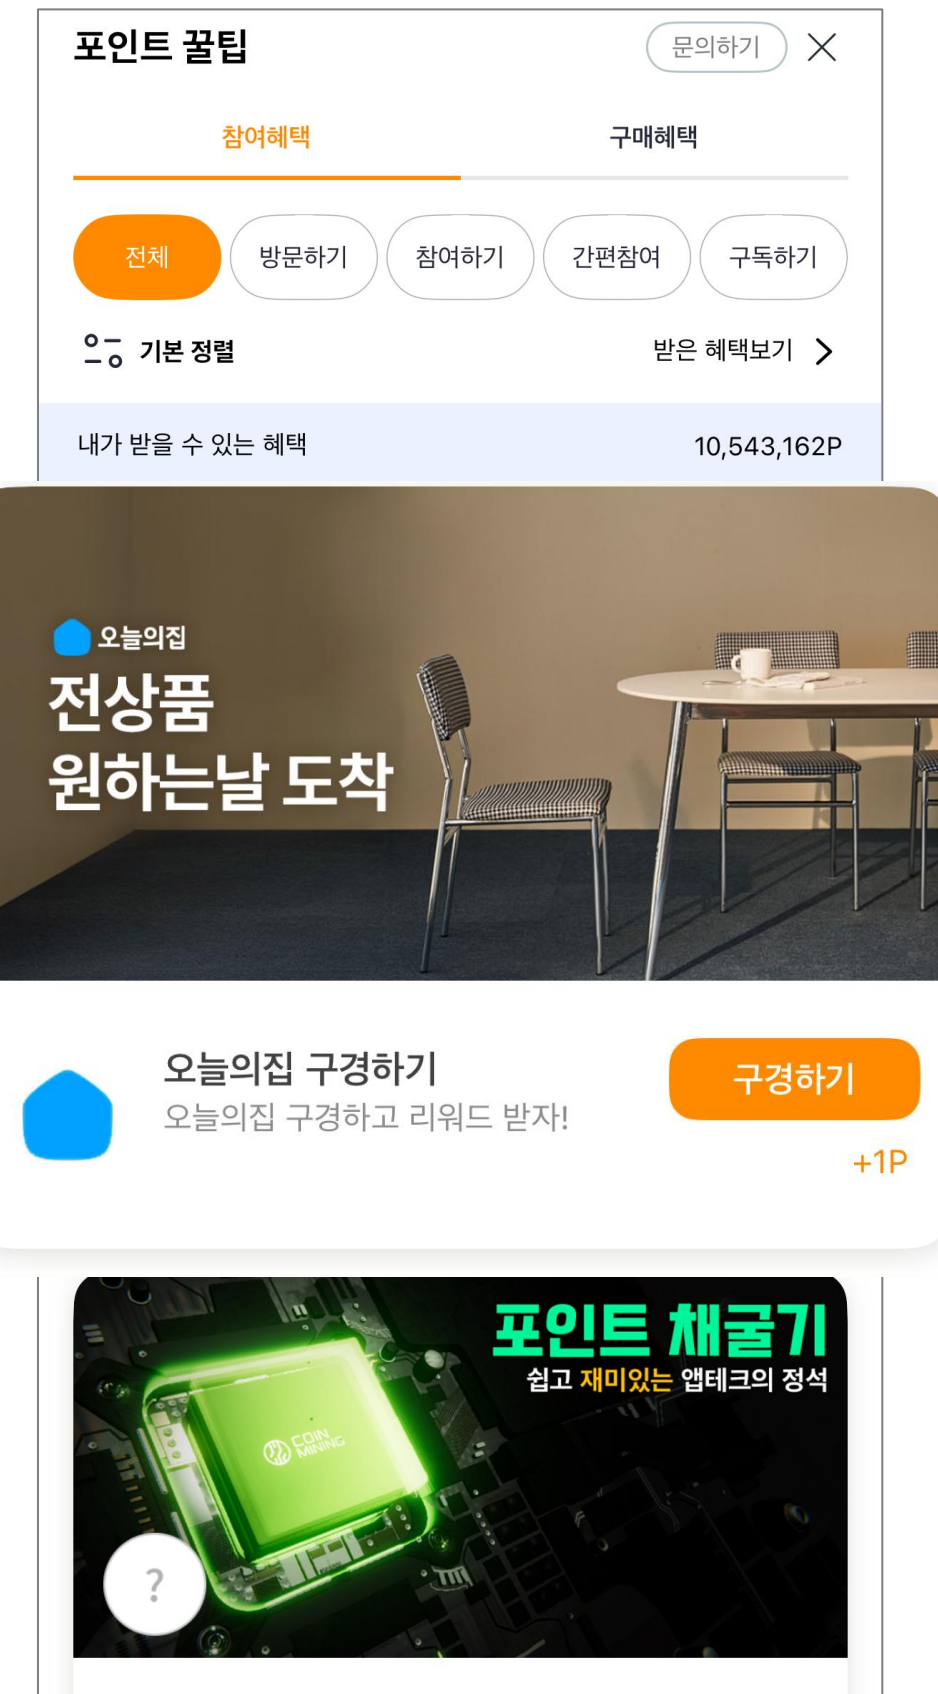 포인트 꿀팁
문의하기
참여혜택
구매혜택
전체
방문하기
참여하기
간편참여
구독하기
기본 정렬
받은 혜택보기
내가 받을 수 있는 혜택
10,543,162P
오늘의집
전상품
원하는날 도착
오늘의집 구경하기
오늘의집 구경하고 리워드 받자!
구경하기
+1P
포인트 채굴기
쉽고 재미있는 앱테크의 정석
COIN
MINING
?